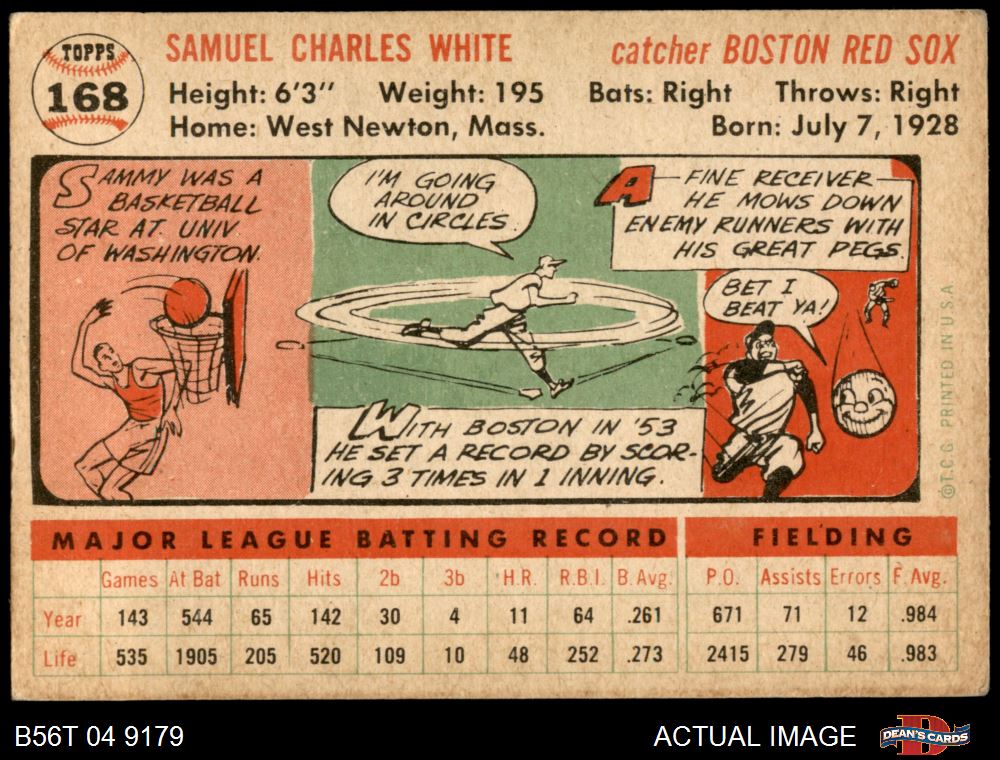 TOPPS
168
SAMUEL CHARLES WHITE
catcher BOSTON RED SOX
Height: 6'3" Weight: 195 Bats: Right Throws: Right
Home: West Newton, Mass. Born: July 7, 1928
SAMMY WAS A
BASKETBALL
STAR AT UNIV.
OF WASHINGTON.
I'M GOING
AROUND
IN CIRCLES.
WITH BOSTON IN '53
HE SET A RECORD BY SCOR-
ING 3 TIMES IN 1 INNING.
A FINE RECEIVER
HE MOWS DOWN
ENEMY RUNNERS WITH
HIS GREAT PEGS.
BET I
BEAT YA!
©T.C.G. PRINTED IN U.S.A.
MAJOR LEAGUE BATTING RECORD FIELDING
Games At Bat Runs Hits 2b 3b H.R. R.B.I. B. Avg. P.O. Assists Errors F. Avg.
Year 143 544 65 142 30 4 11 64 .261 671 71 12 .984
Life 535 1905 205 520 109 10 48 252 .273 2415 279 46 .983
B56T 04 9179
ACTUAL IMAGE
D
DEAN'S CARDS